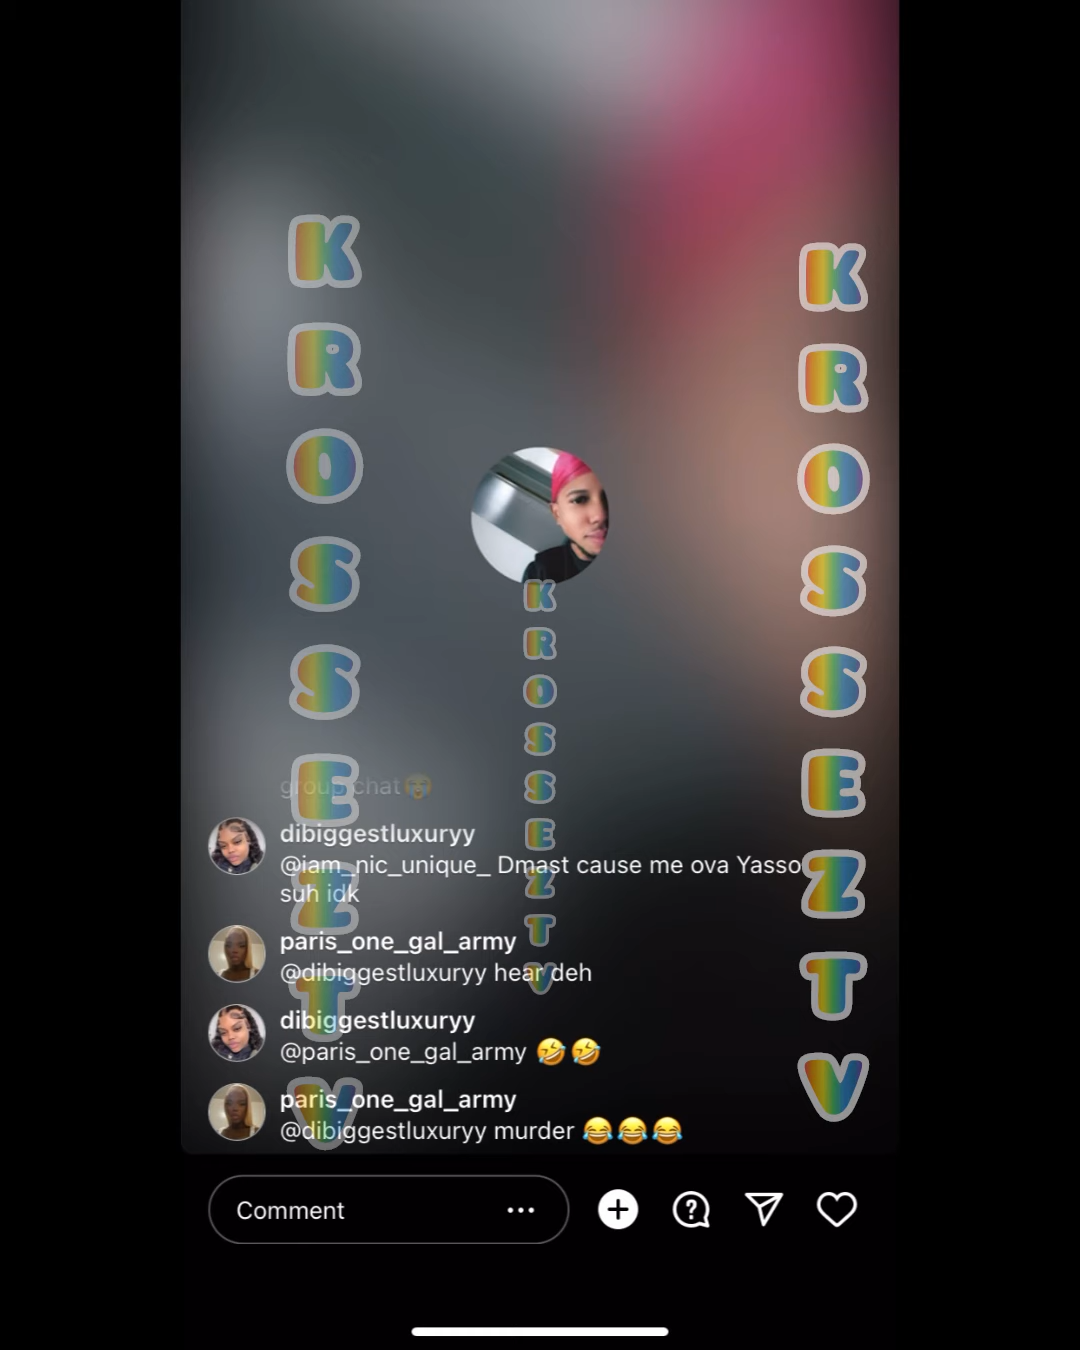 KROSSEZTV
KROSSEZTV
KROSSEZTV
group chat😭
dibiggestluxuryy
@iam_nic_unique_ Dmast cause me ova Yasso
suh idk
paris_one_gal_army
@dibiggestluxuryy hear deh
dibiggestluxuryy
@paris_one_gal_army 🤣🤣
paris_one_gal_army
@dibiggestluxuryy murder 😂😂😂
Comment